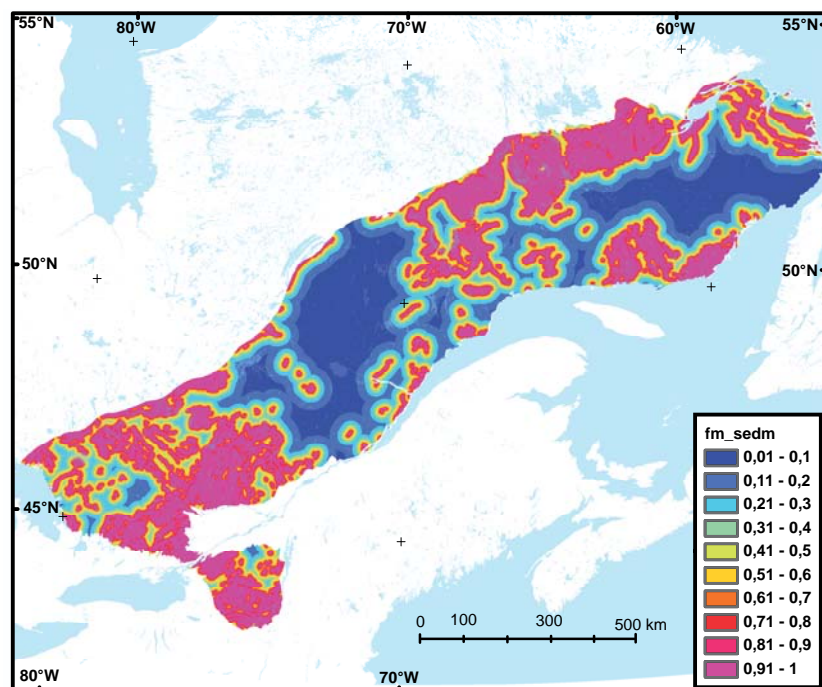 55°N
80°W
70°W
60°W
55°N
50°N
50°N
45°N
fm_sedm
0,01 - 0,1
0,11 - 0,2
0,21 - 0,3
0,31 - 0,4
0,41 - 0,5
0,51 - 0,6
0,61 - 0,7
0,71 - 0,8
0,81 - 0,9
0,91 - 1
0 100 300 500 km
80°W
70°W